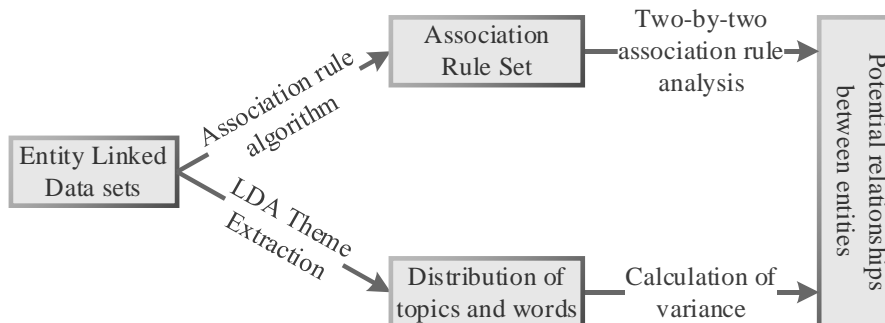 Entity Linked
Data sets
Association rule
algorithm
LDA Theme
Extraction
Association
Rule Set
Distribution of
topics and words
Two-by-two
association rule
analysis
Calculation of
variance
Potential relationships
between entities